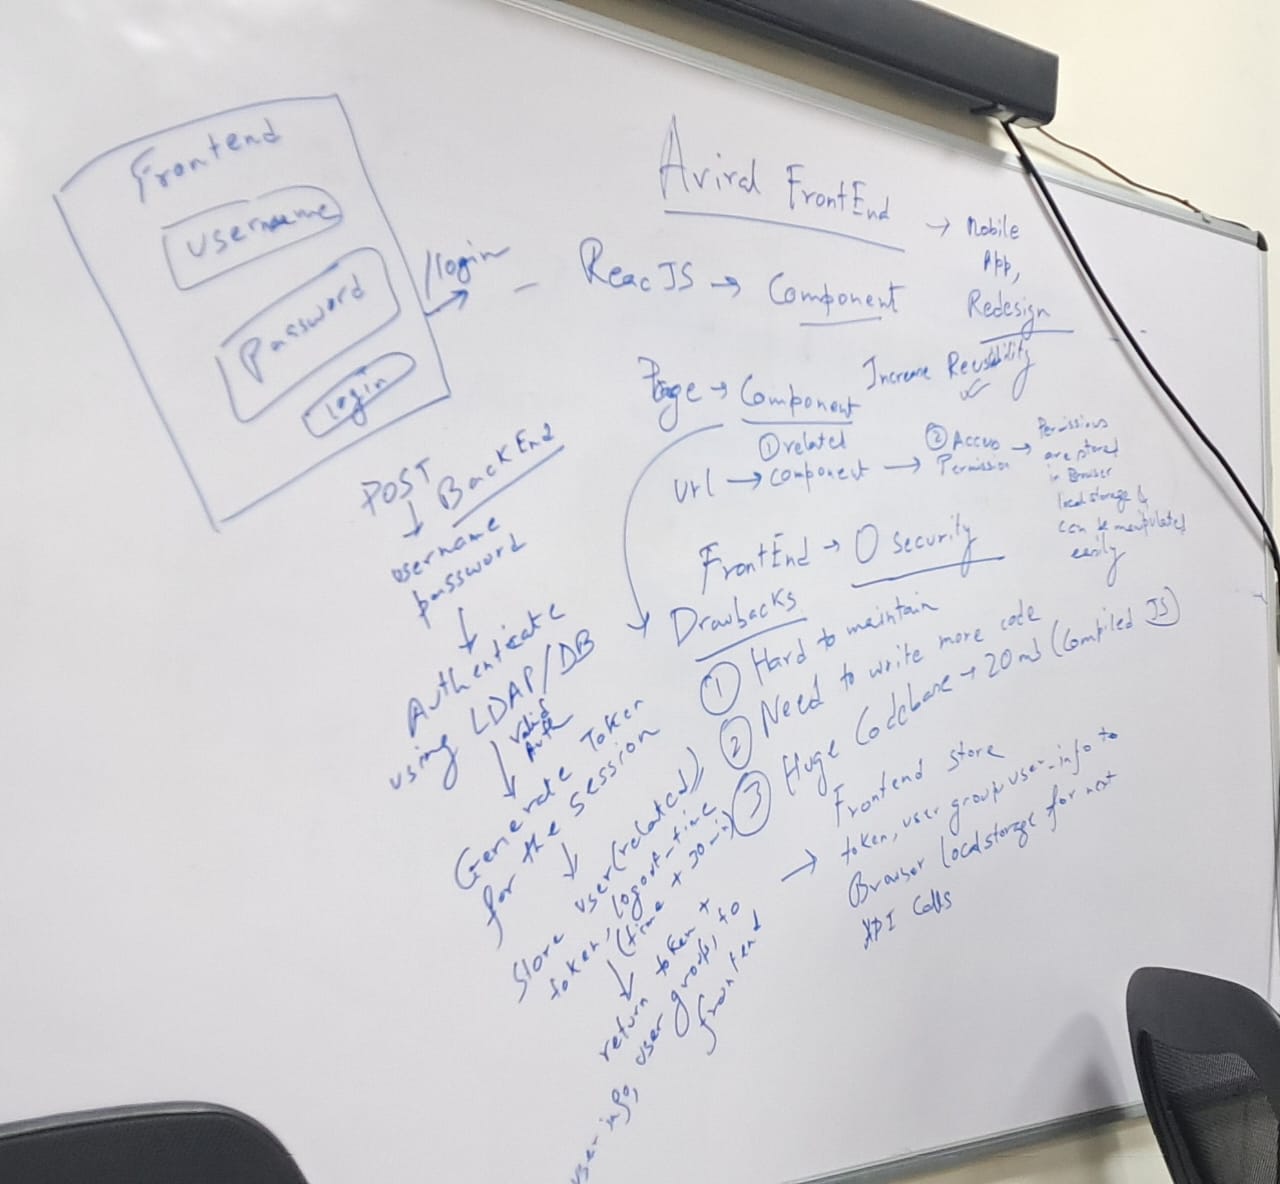 Frontend
username
Password
Login
/login
POST
BackEnd
username
password
Authenticate
using LDAP/DB
Valid
Auth
Generate Token
for the session
Store user(related)
token, logout-time
(time + 30 min)
return token +
user group, to
user-info, frontend
Aviral FrontEnd
→ Mobile
App,
Redesign
- ReacJS → Component
Page → Component
Increase Reusability
① related
url → component → ② Access
Permission
→ Permissions
are stored
in Browser
local storage &
can be manipulated
easily
FrontEnd → 0 security
Drawbacks
① Hard to maintain
② Need to write more code
③ Huge Codebase → 20 mb (Compiled JS)
→ Frontend store
token, user group, user-info to
Browser localstorage for next
API Calls